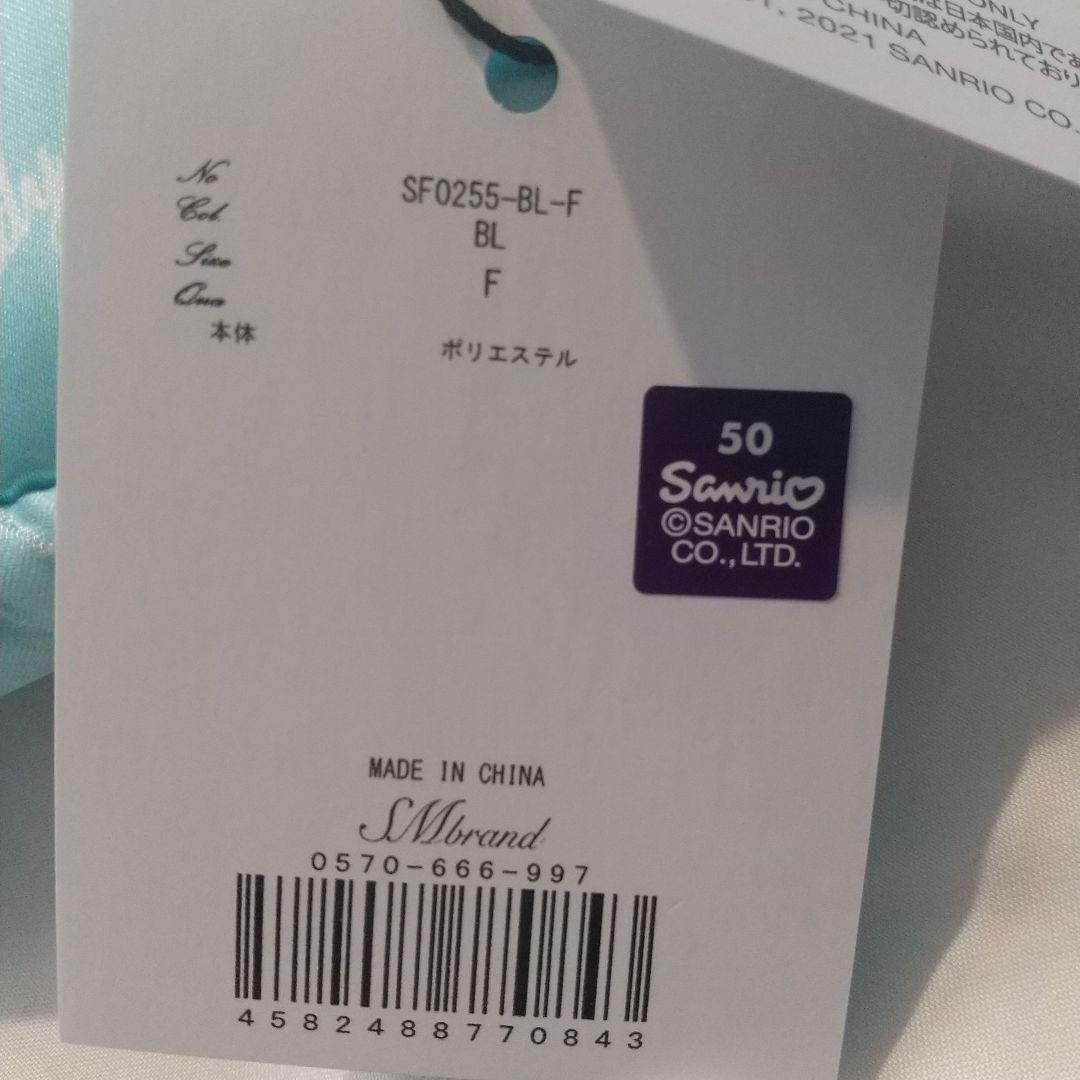 ONLY
は日本国内であ
CHINA
一切認められており
2021 SANRIO CO.
No
SF0255-BL-F
Col.
BL
Size
F
Qua
本体
ポリエステル
50
Sanrio
©SANRIO
CO.,LTD.
MADE IN CHINA
SMbrand
0570-666-997
4582488770843